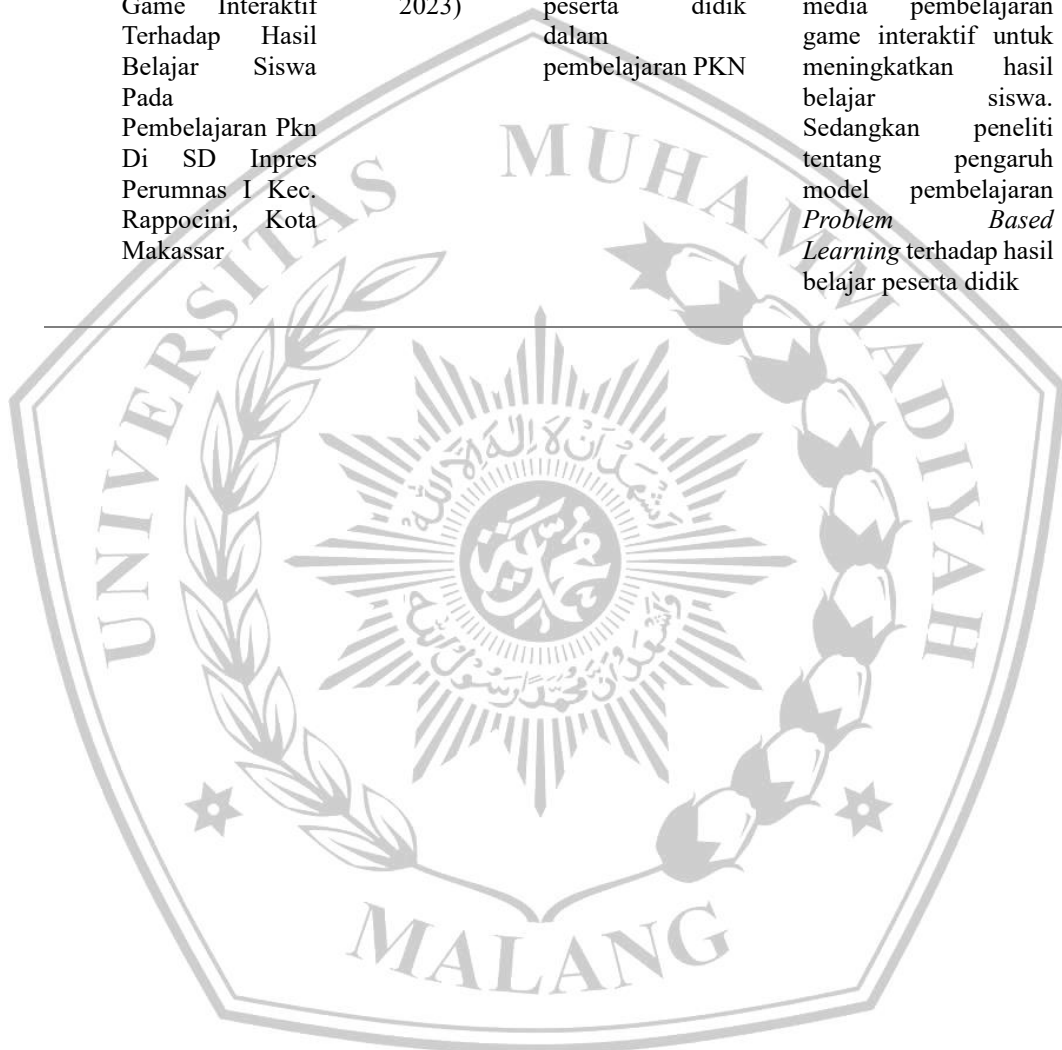 Game Interaktif
Terhadap Hasil
Belajar Siswa
Pada
Pembelajaran Pkn
Di SD Inpres
Perumnas I Kec.
Rappocini, Kota
Makassar
2023)
peserta didik
dalam
pembelajaran PKN
media pembelajaran
game interaktif untuk
meningkatkan hasil
belajar siswa.
Sedangkan peneliti
tentang pengaruh
model pembelajaran
Problem Based
Learning terhadap hasil
belajar peserta didik
UNIVERSITAS MUHAMMADIYAH
MALANG